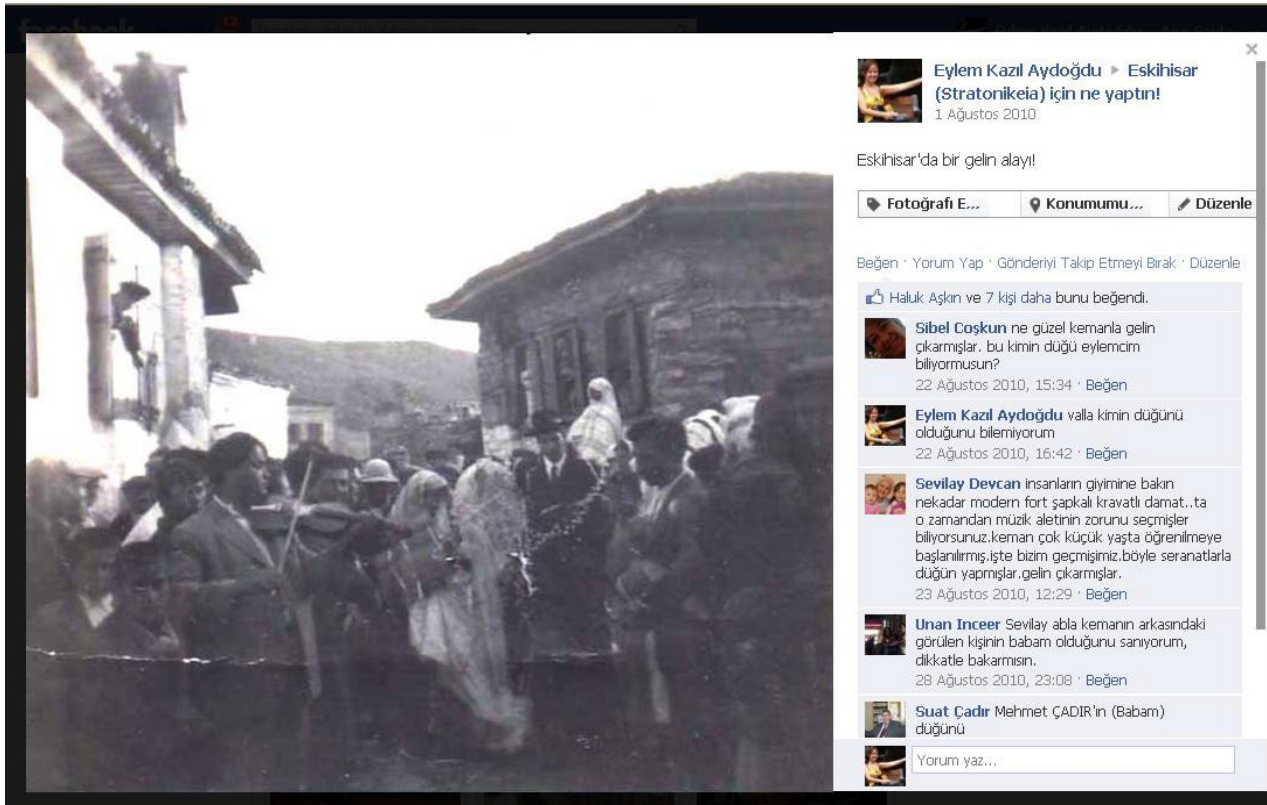 facebook
12
Eylem Kazıl Aydoğdu ▸ Eskihisar
(Stratonikeia) için ne yaptın!
1 Ağustos 2010
Eskihisar'da bir gelin alayı!
Fotoğrafı E... Konumumu... Düzenle
Beğen · Yorum Yap · Gönderiyi Takip Etmeyi Bırak · Düzenle
Haluk Aşkın ve 7 kişi daha bunu beğendi.
Sibel Coşkun ne güzel kemanla gelin
çıkarmışlar. bu kimin düğü eylemcim
biliyormusun?
22 Ağustos 2010, 15:34 · Beğen
Eylem Kazıl Aydoğdu valla kimin düğünü
olduğunu bilemiyorum
22 Ağustos 2010, 16:42 · Beğen
Sevilay Devcan insanların giyimine bakın
nekadar modern fort şapkalı kravatlı damat..ta
o zamandan müzik aletinin zorunu seçmişler
biliyorsunuz.keman çok küçük yaşta öğrenilmeye
başlanılırmış.işte bizim geçmişimiz.böyle seranatlarla
düğün yapmışlar.gelin çıkarmışlar.
23 Ağustos 2010, 12:29 · Beğen
Unan Inceer Sevilay abla kemanın arkasındaki
görülen kişinin babam olduğunu sanıyorum,
dikkatle bakarmısın.
28 Ağustos 2010, 23:08 · Beğen
Suat Çadır Mehmet ÇADIR'ın (Babam)
düğünü
Yorum yaz...